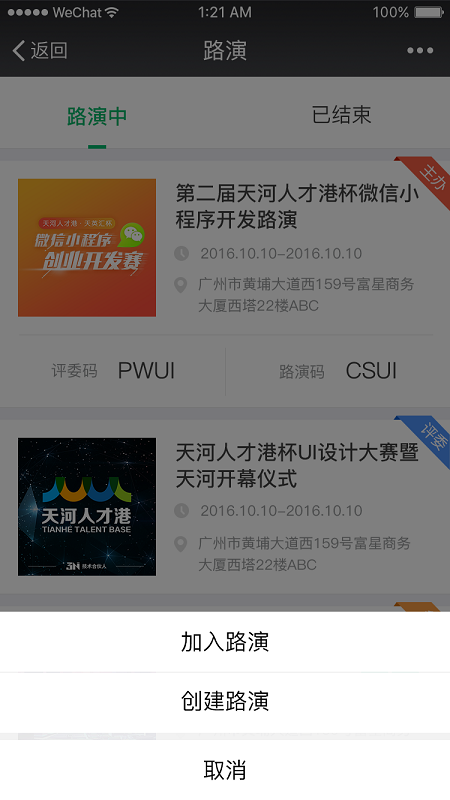 WeChat 1:21 AM 100%
返回 路演
路演中 已结束
主办
第二届天河人才港杯微信小
程序开发路演
2016.10.10-2016.10.10
广州市黄埔大道西159号富星商务
大厦西塔22楼ABC
天河人才港·天英汇杯
微信小程序
创业开发赛
评委码 PWUI 路演码 CSUI
评委
天河人才港杯UI设计大赛暨
天河开幕仪式
2016.10.10-2016.10.10
广州市黄埔大道西159号富星商务
大厦西塔22楼ABC
天河人才港
TIANHE TALENT BASE
技术合伙人
加入路演
创建路演
取消